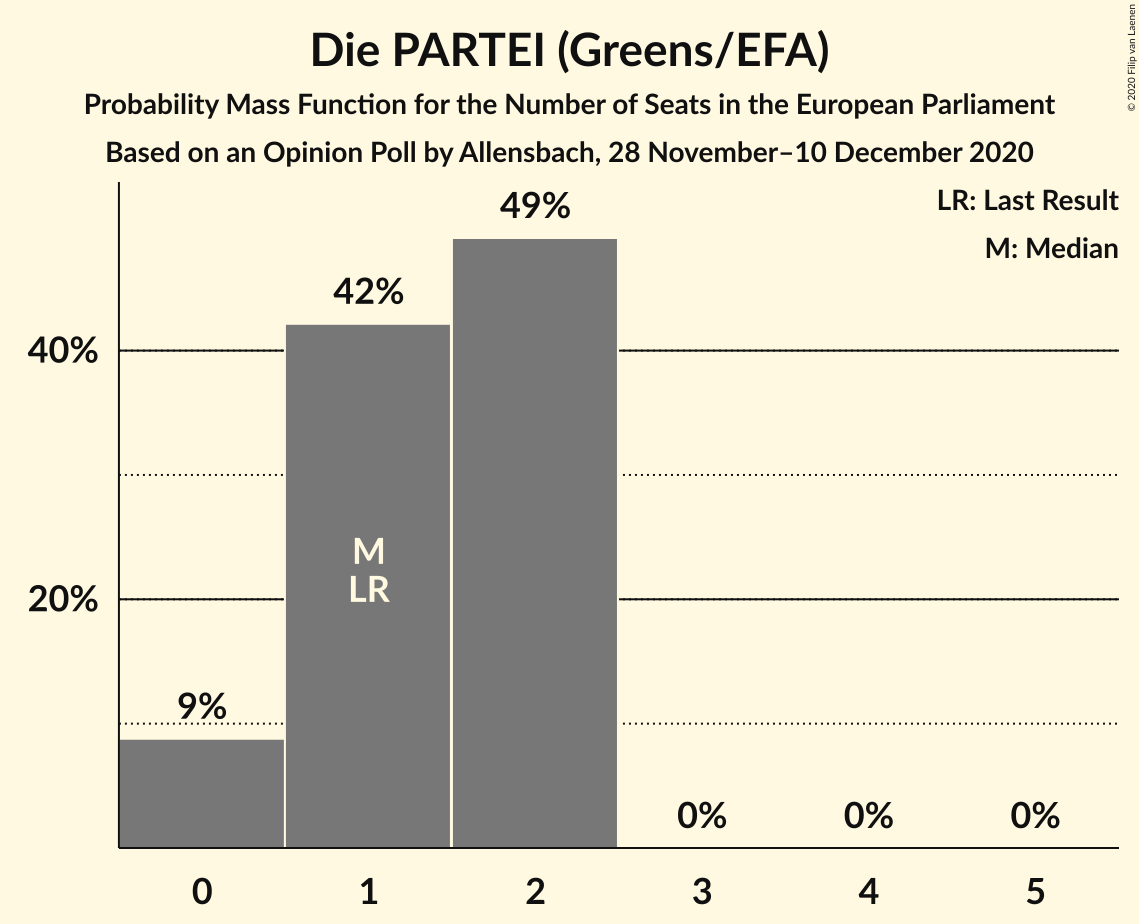 Die PARTEI (Greens/EFA)
Probability Mass Function for the Number of Seats in the European Parliament
Based on an Opinion Poll by Allensbach, 28 November–10 December 2020
© 2020 Filip van Laenen
LR: Last Result
M: Median
49%
42%
40%
M
LR
20%
9%
0% 0% 0%
0 1 2 3 4 5